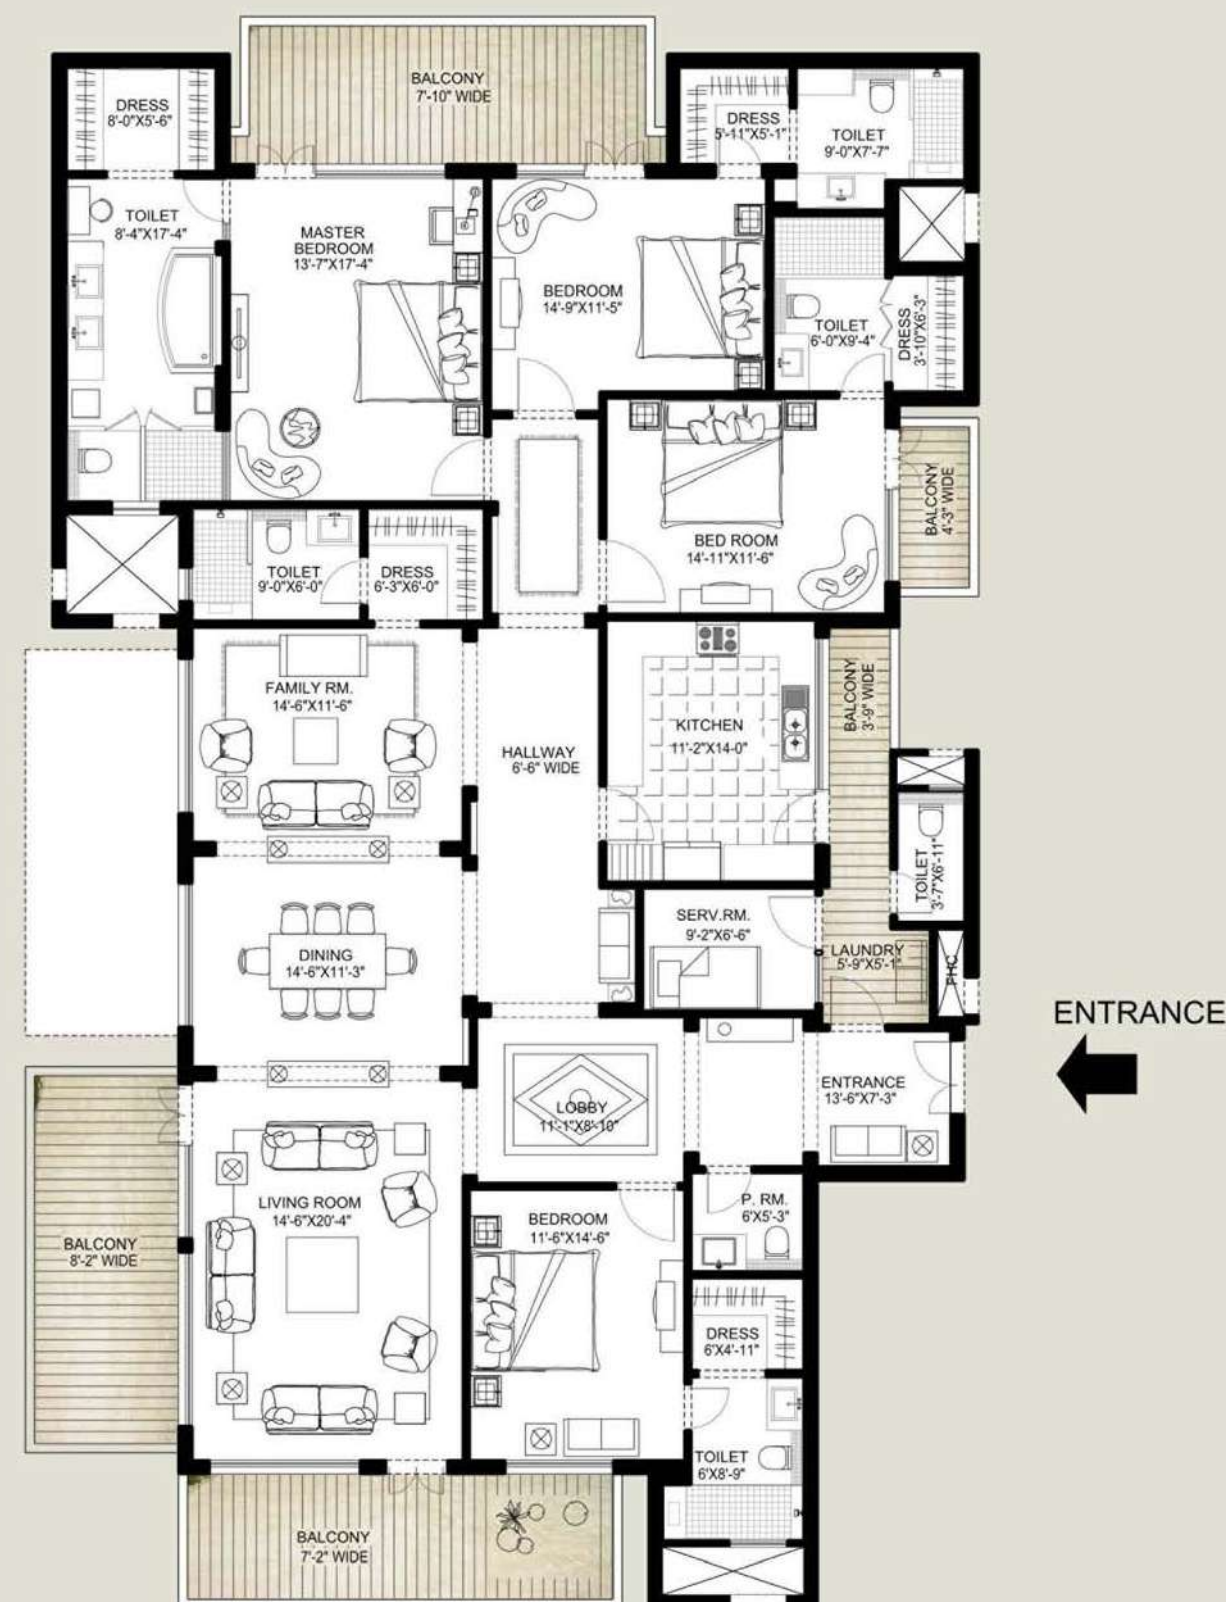 BALCONY
7'-10" WIDE
DRESS
8'-0"X5'-6"
DRESS
5'-11"X5'-1"
TOILET
9'-0"X7'-7"
TOILET
8'-4"X17'-4"
MASTER
BEDROOM
13'-7"X17'-4"
BEDROOM
14'-9"X11'-5"
TOILET
6'-0"X9'-4"
DRESS
3'-10"X6'-3"
BALCONY
4'-3" WIDE
BED ROOM
14'-11"X11'-6"
TOILET
9'-0"X6'-0"
DRESS
6'-3"X6'-0"
FAMILY RM.
14'-6"X11'-6"
HALLWAY
6'-6" WIDE
KITCHEN
11'-2"X14'-0"
BALCONY
3'-9" WIDE
TOILET
3'-7"X6'-11"
SERV.RM.
9'-2"X6'-6"
LAUNDRY
5'-9"X5'-1"
PHC
DINING
14'-6"X11'-3"
ENTRANCE
ENTRANCE
13'-6"X7'-3"
LOBBY
11'-1"X8'-10"
LIVING ROOM
14'-6"X20'-4"
BEDROOM
11'-6"X14'-6"
P. RM.
6'X5'-3"
BALCONY
8'-2" WIDE
DRESS
6'X4'-11"
TOILET
6'X8'-9"
BALCONY
7'-2" WIDE